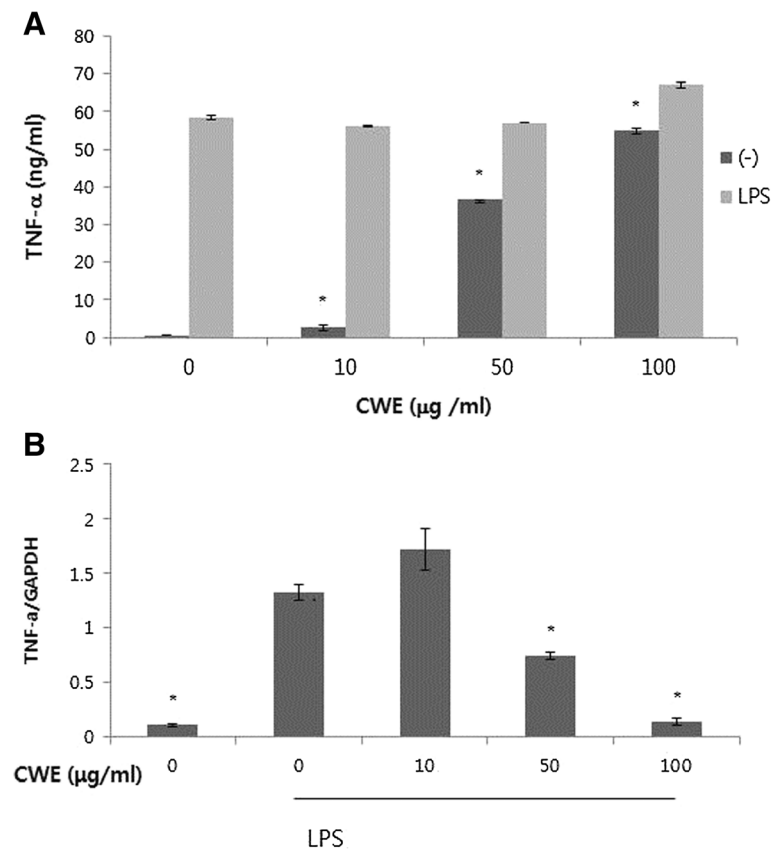 A
80
70
60
50
40
30
20
10
0
TNF-α (ng/ml)
*
*
*
(-)
LPS
0 10 50 100
CWE (μg /ml)
B
2.5
2
1.5
1
0.5
0
TNF-a/GAPDH
*
*
*
CWE (μg/ml) 0 0 10 50 100
LPS